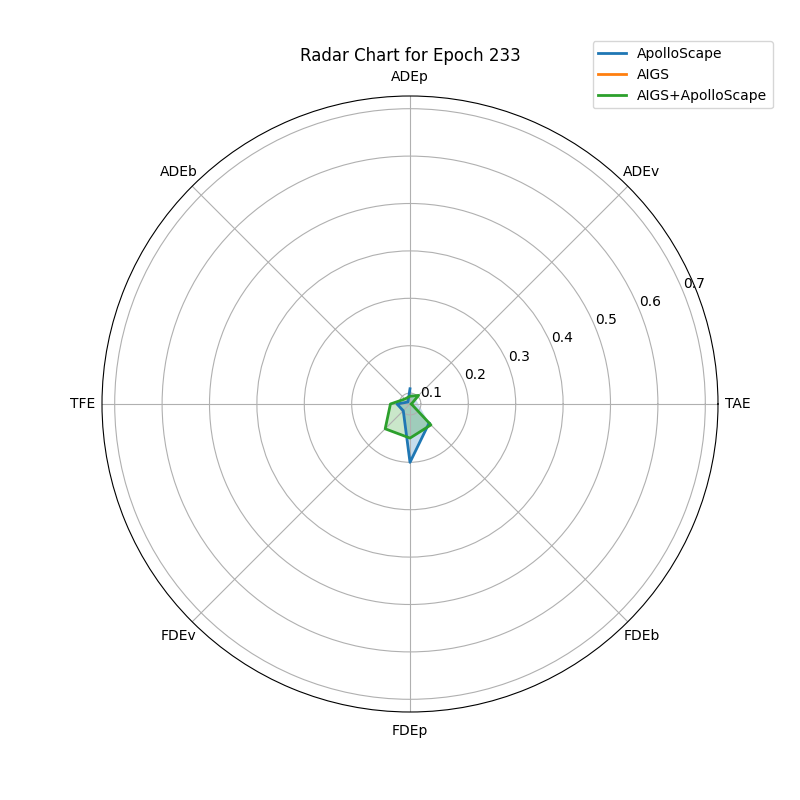 Radar Chart for Epoch 233
ApolloScape
AIGS
AIGS+ApolloScape
ADEp
ADEb
ADEv
0.7
0.6
0.5
0.4
0.3
0.2
0.1
TFE
TAE
FDEv
FDEb
FDEp